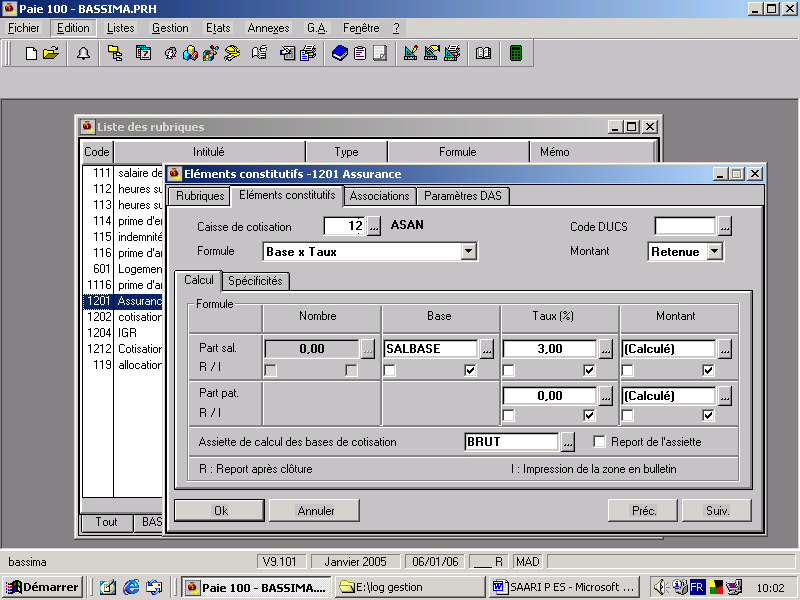 Paie 100 - BASSIMA.PRH
Fichier Edition Listes Gestion Etats Annexes G.A. Fenêtre ?
Liste des rubriques
Code Intitulé Type Formule Mémo
111 salaire de
112 heures su
113 heures su
114 prime d'en
115 indemnité
116 prime d'an
601 Logemen
1116 prime d'an
1201 Assurance
1202 cotisation
1204 IGR
1212 Cotisation
119 allocation
Tout BAS
Eléments constitutifs -1201 Assurance
Rubriques Eléments constitutifs Associations Paramètres DAS
Caisse de cotisation 12 ... ASAN Code DUCS ...
Formule Base x Taux Montant Retenue
Calcul Spécificités
Formule
Nombre Base Taux (%) Montant
Part sal. 0,00 ... SALBASE ... 3,00 ... (Calculé) ...
R / I
Part pat. 0,00 ... (Calculé) ...
R / I
Assiette de calcul des bases de cotisation BRUT ... Report de l'assiette
R : Report après clôture I : Impression de la zone en bulletin
Ok Annuler Préc. Suiv.
bassima V9.101 Janvier 2005 06/01/06 ___ R MAD
Démarrer Paie 100 - BASSIMA.... E:\log gestion SAARI P ES - Microsoft ... FR 10:02